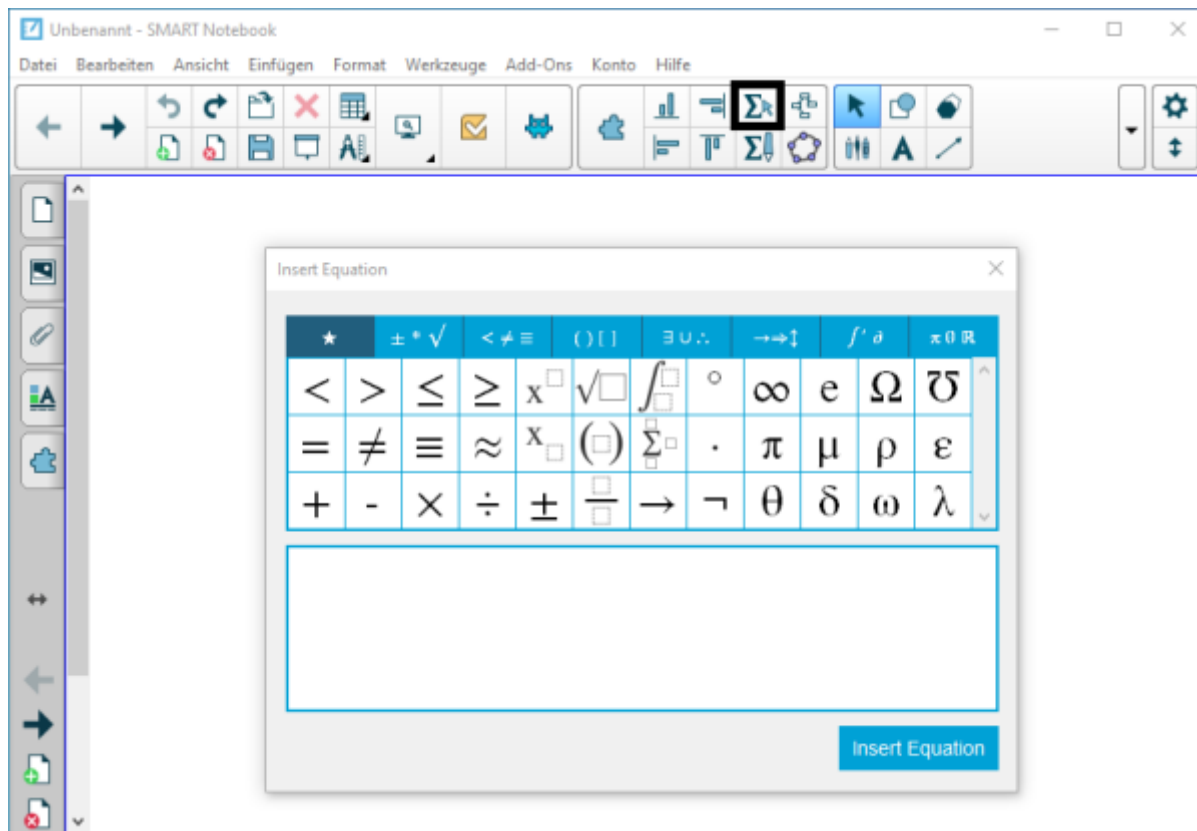 Unbenannt - SMART Notebook
Datei Bearbeiten Ansicht Einfügen Format Werkzeuge Add-Ons Konto Hilfe
Insert Equation
★ ± * √ < ≠ ≡ ( ) [ ] ∃ ∪ ∴ →⇒↕ ∫ ′ ∂ π 0 ℝ
< > ≤ ≥ x□ √□ ∫ ° ∞ e Ω ℧
= ≠ ≡ ≈ x□ (□) Σ□ · π μ ρ ε
+ - × ÷ ± □/□ → ¬ θ δ ω λ
Insert Equation